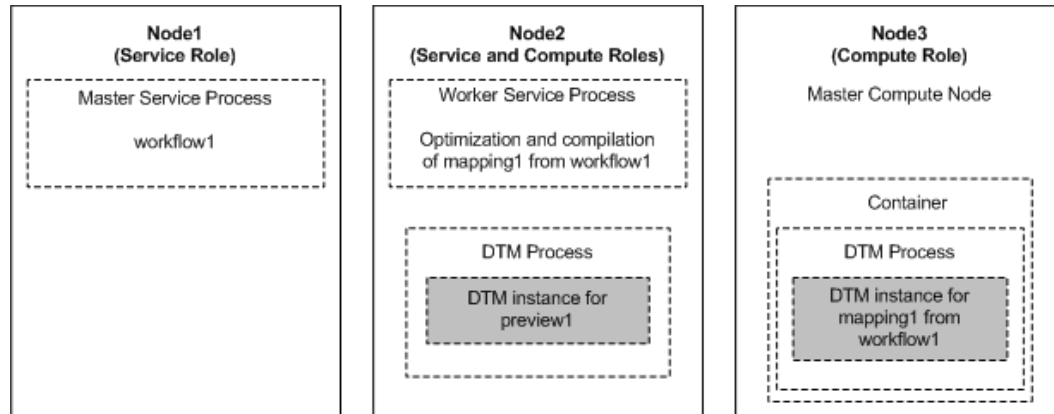 Node1
(Service Role)
Master Service Process
workflow1
Node2
(Service and Compute Roles)
Worker Service Process
Optimization and compilation
of mapping1 from workflow1
DTM Process
DTM instance for
preview1
Node3
(Compute Role)
Master Compute Node
Container
DTM Process
DTM instance for
mapping1 from
workflow1